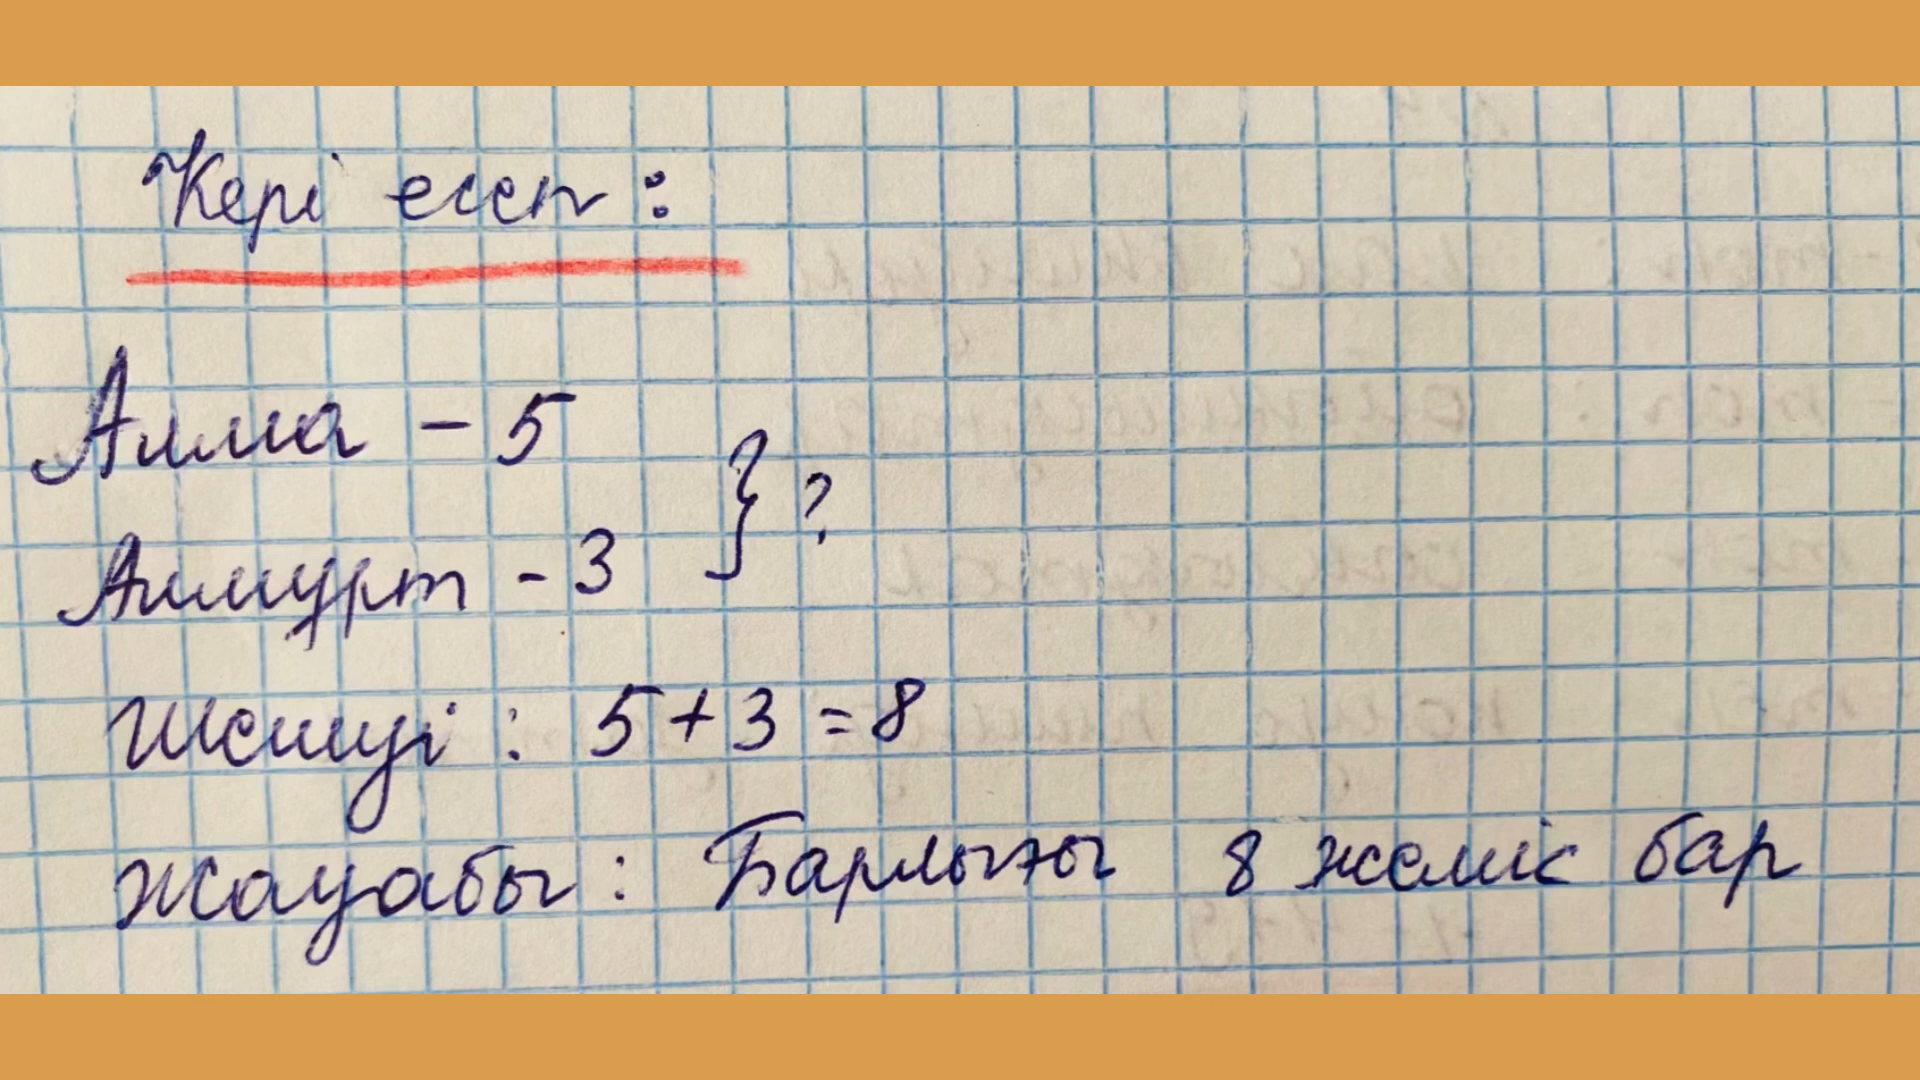 Кері есеп:
Алма - 5
Алмұрт - 3 } ?
Шешуі: 5+3=8
жауабы: Барлығы 8 жеміс бар